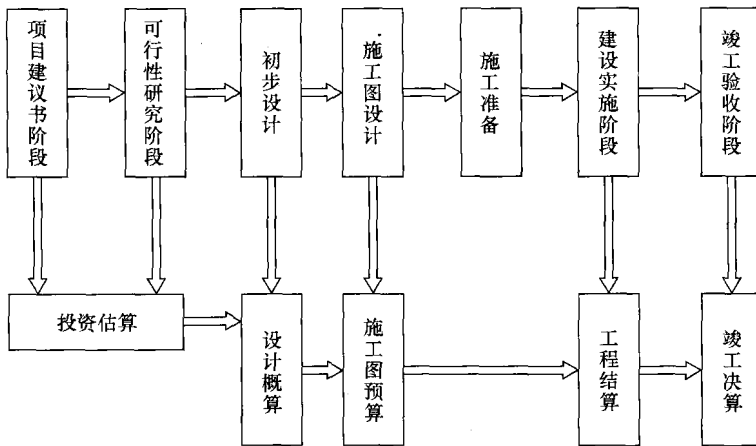 项目建议书阶段
可行性研究阶段
初步设计
施工图设计
施工准备
建设实施阶段
竣工验收阶段
投资估算
设计概算
施工图预算
工程结算
竣工决算